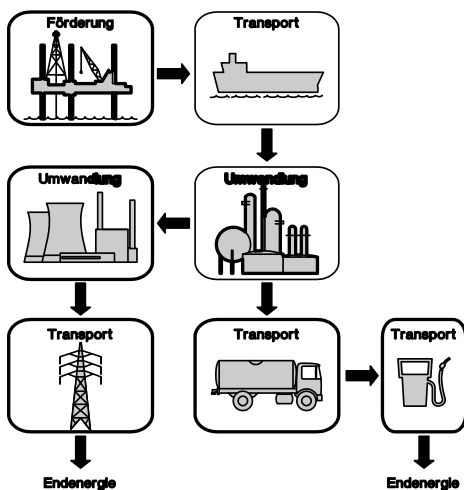 Förderung
Transport
Umwandlung
Umwandlung
Transport
Transport
Transport
Endenergie
Endenergie